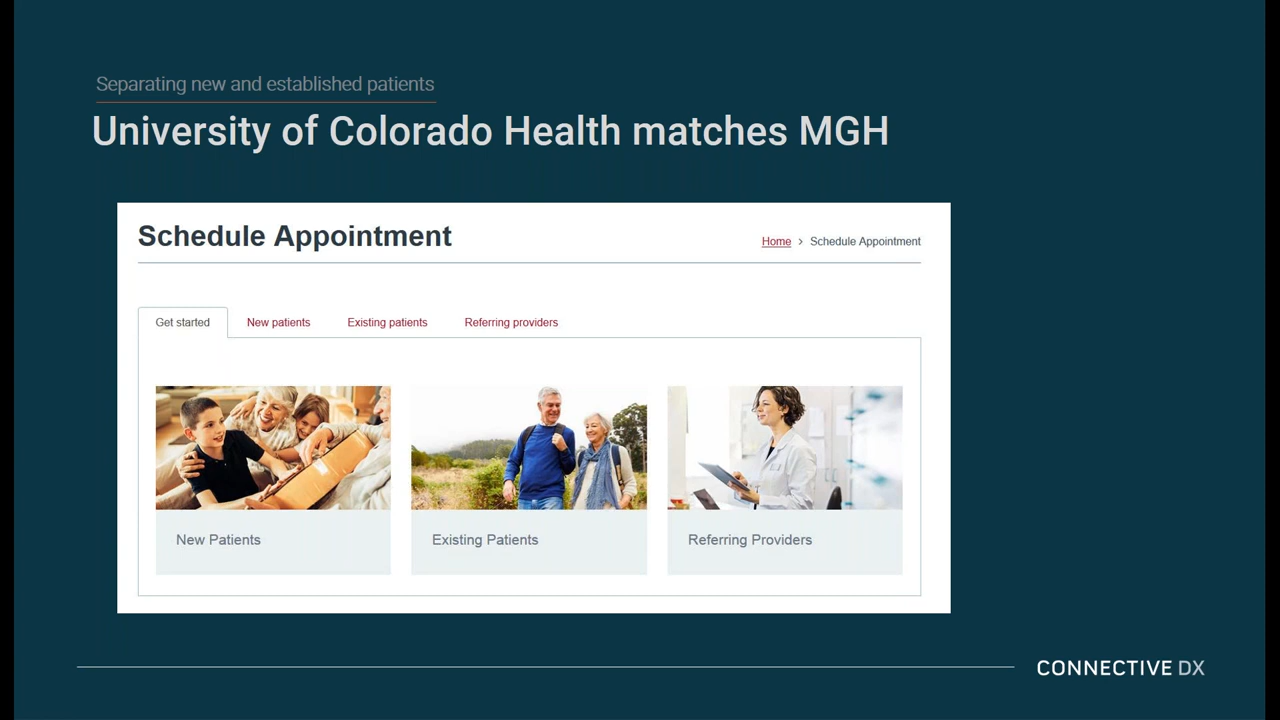 Separating new and established patients
University of Colorado Health matches MGH
Schedule Appointment
Home > Schedule Appointment
Get started New patients Existing patients Referring providers
New Patients Existing Patients Referring Providers
CONNECTIVE DX